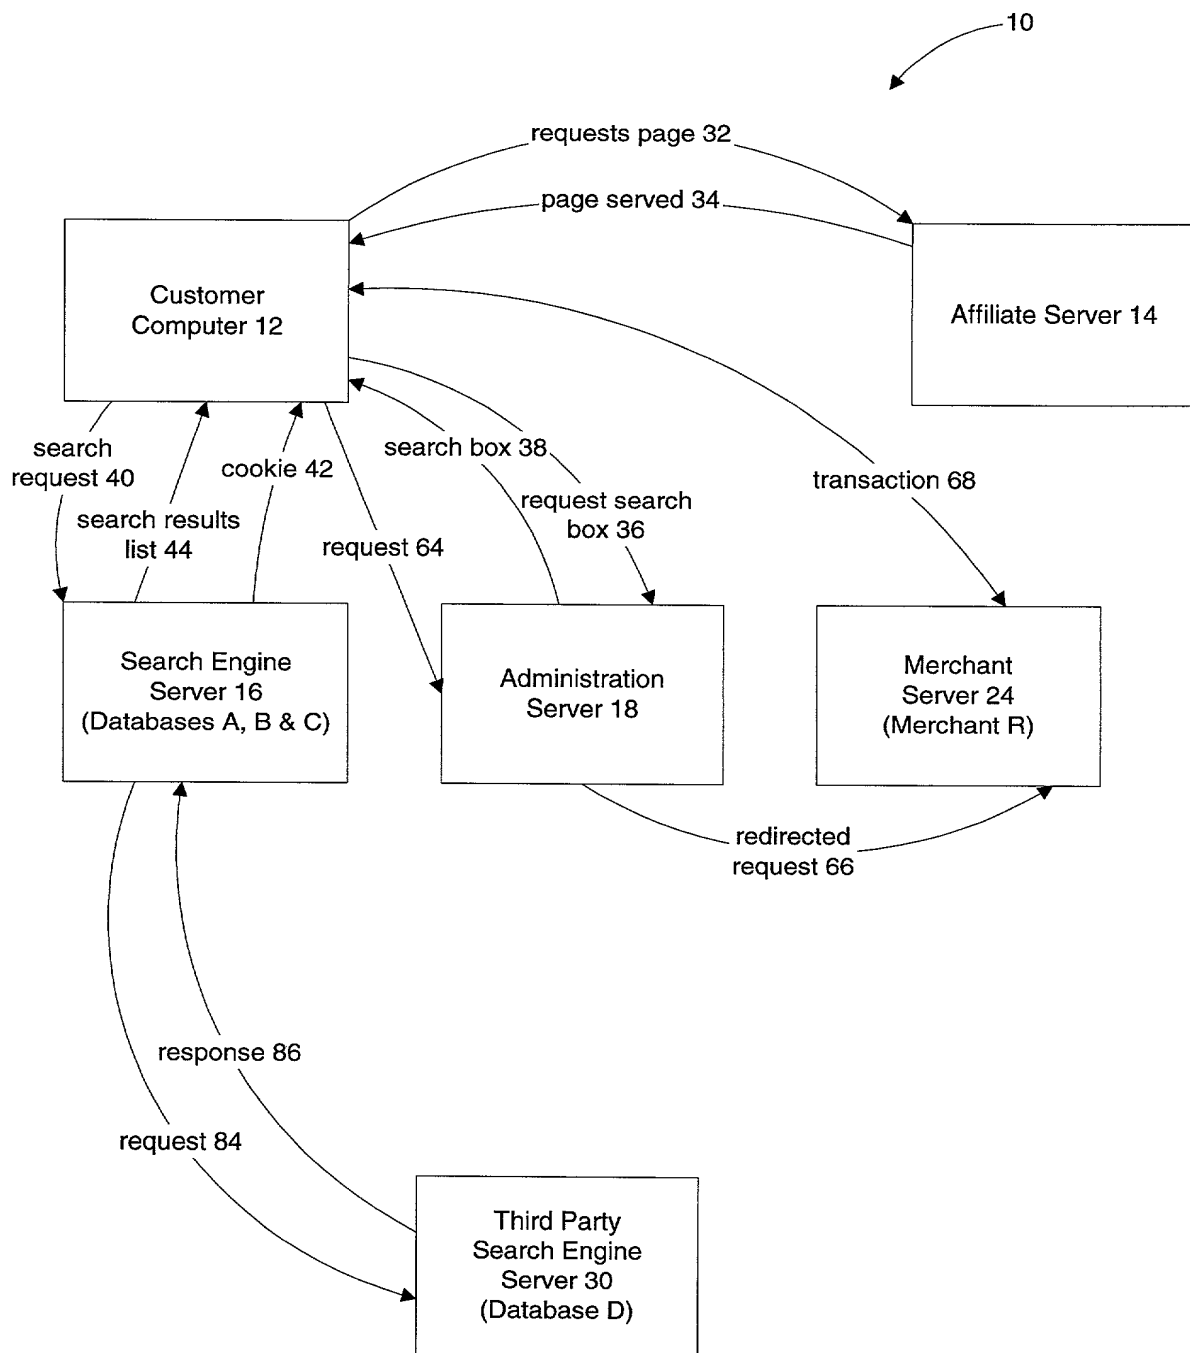 10
requests page 32
page served 34
Customer
Computer 12
Affiliate Server 14
search
request 40
cookie 42
search box 38
transaction 68
search results
list 44
request search
box 36
request 64
Search Engine
Server 16
(Databases A, B & C)
Administration
Server 18
Merchant
Server 24
(Merchant R)
redirected
request 66
response 86
request 84
Third Party
Search Engine
Server 30
(Database D)